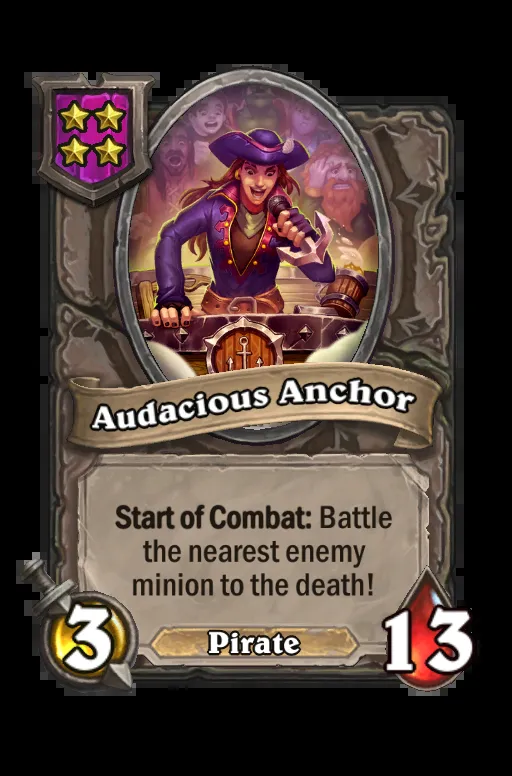 Audacious Anchor
Start of Combat: Battle
the nearest enemy
minion to the death!
3
Pirate
13